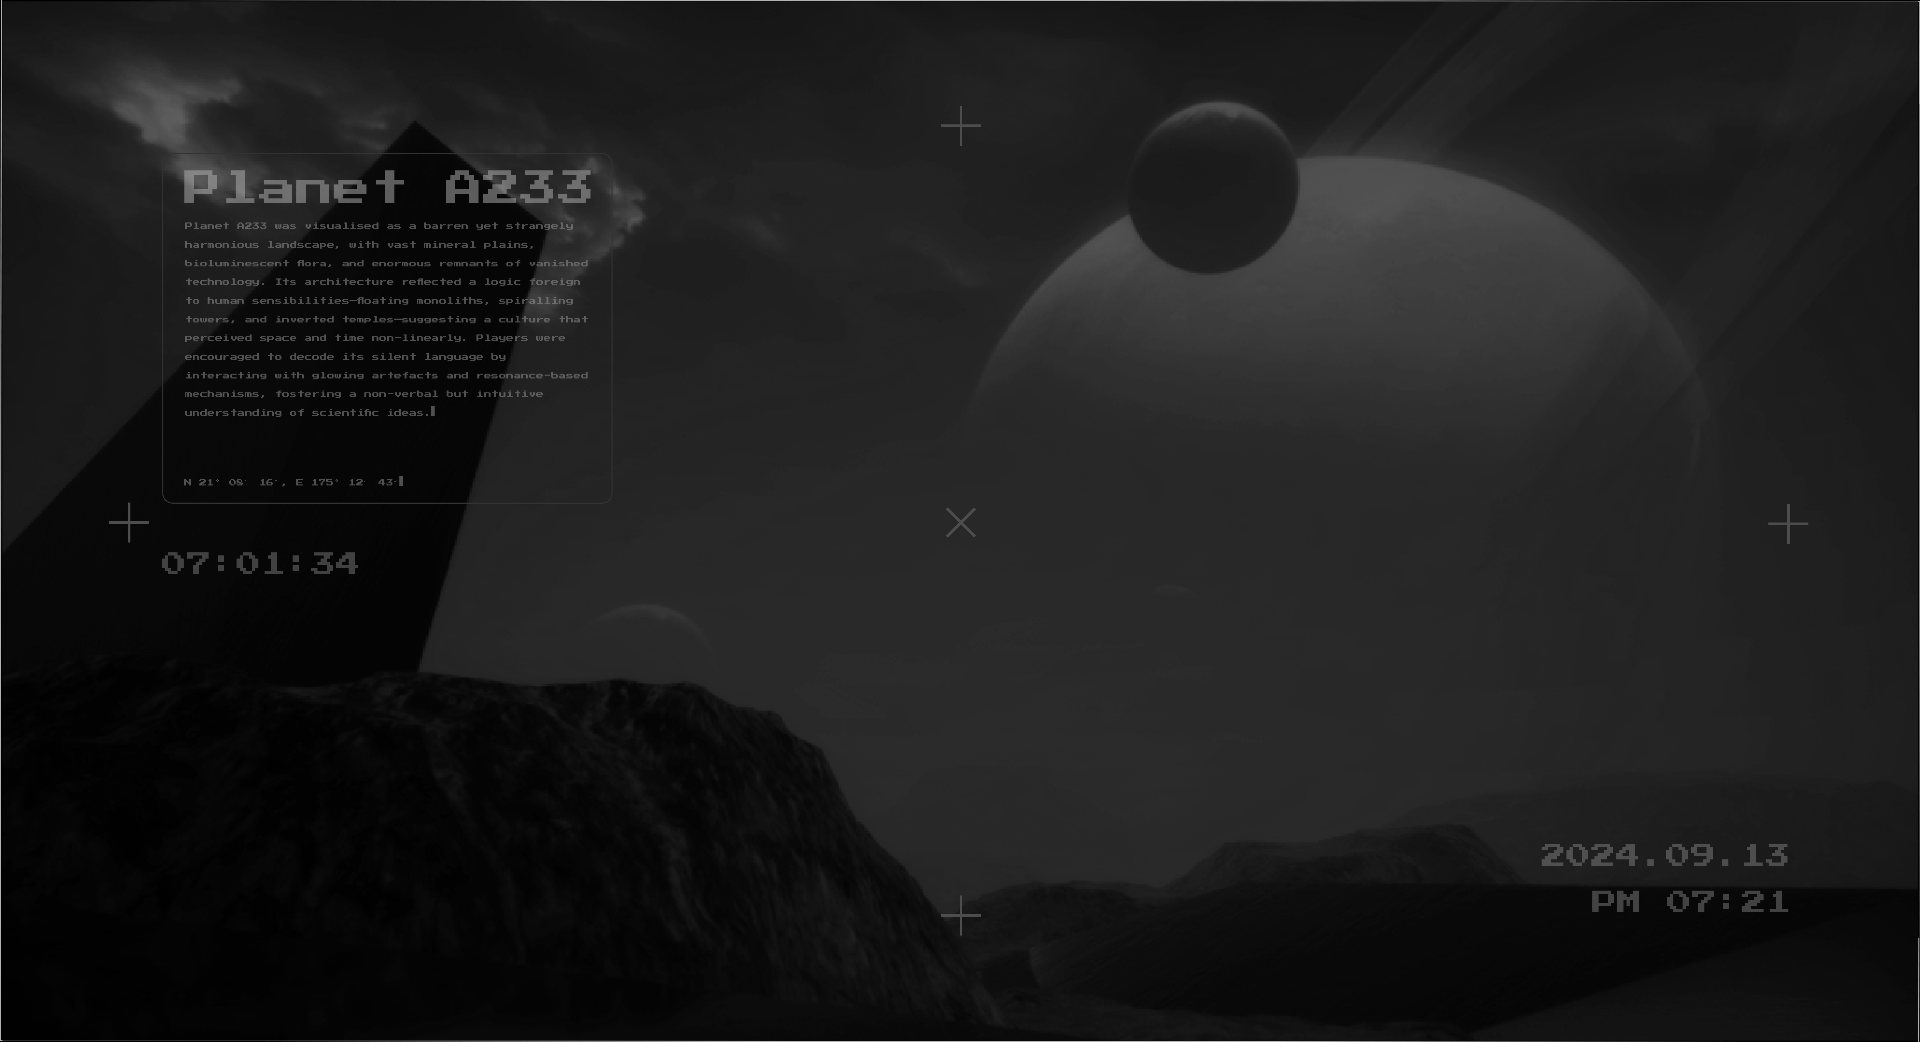 Planet A233
Planet A233 was visualised as a barren yet strangely
harmonious landscape, with vast mineral plains,
bioluminescent flora, and enormous remnants of vanished
technology. Its architecture reflected a logic foreign
to human sensibilities—floating monoliths, spiralling
towers, and inverted temples—suggesting a culture that
perceived space and time non-linearly. Players were
encouraged to decode its silent language by
interacting with glowing artefacts and resonance-based
mechanisms, fostering a non-verbal but intuitive
understanding of scientific ideas.
N 21° 08' 16", E 175° 12' 43"
07:01:34
2024.09.13
PM 07:21